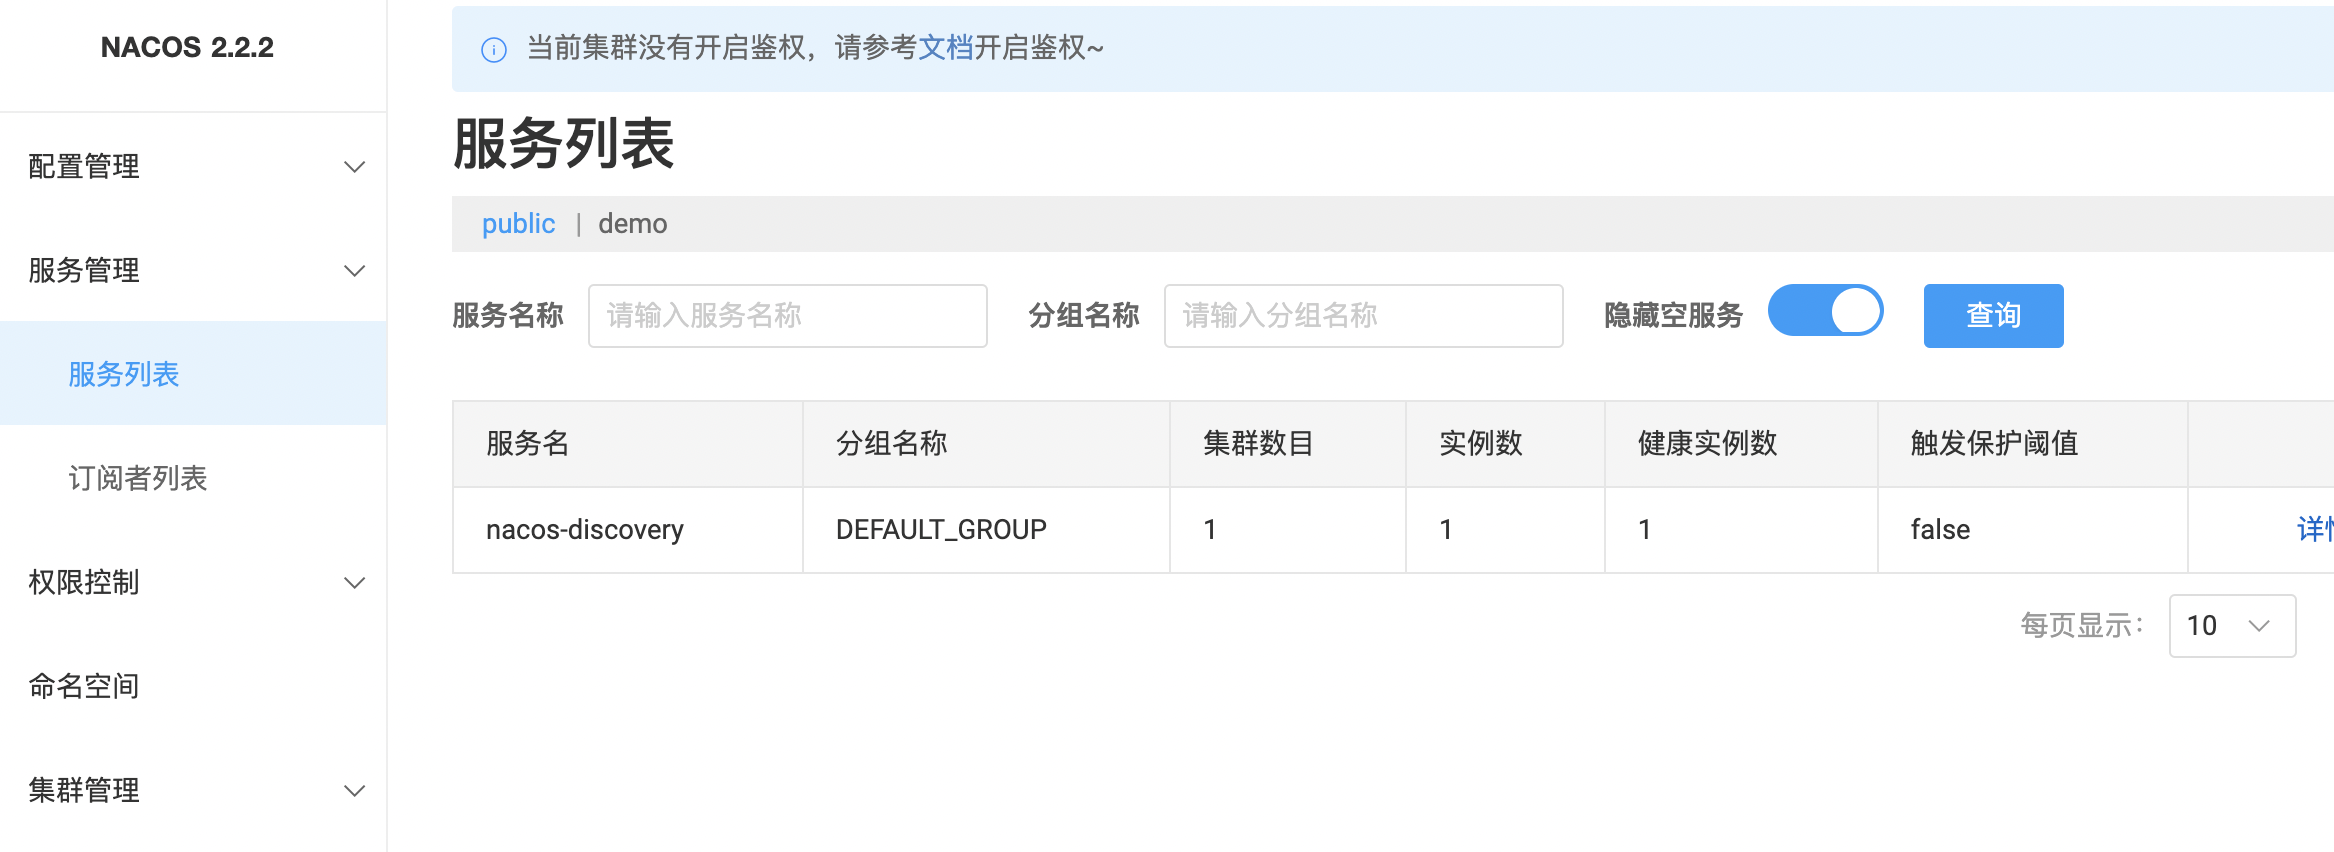 NACOS 2.2.2
配置管理
服务管理
服务列表
订阅者列表
权限控制
命名空间
集群管理
当前集群没有开启鉴权，请参考文档开启鉴权~
服务列表
public | demo
服务名称 请输入服务名称 分组名称 请输入分组名称 隐藏空服务 查询
服务名 分组名称 集群数目 实例数 健康实例数 触发保护阈值
nacos-discovery DEFAULT_GROUP 1 1 1 false 详
每页显示： 10